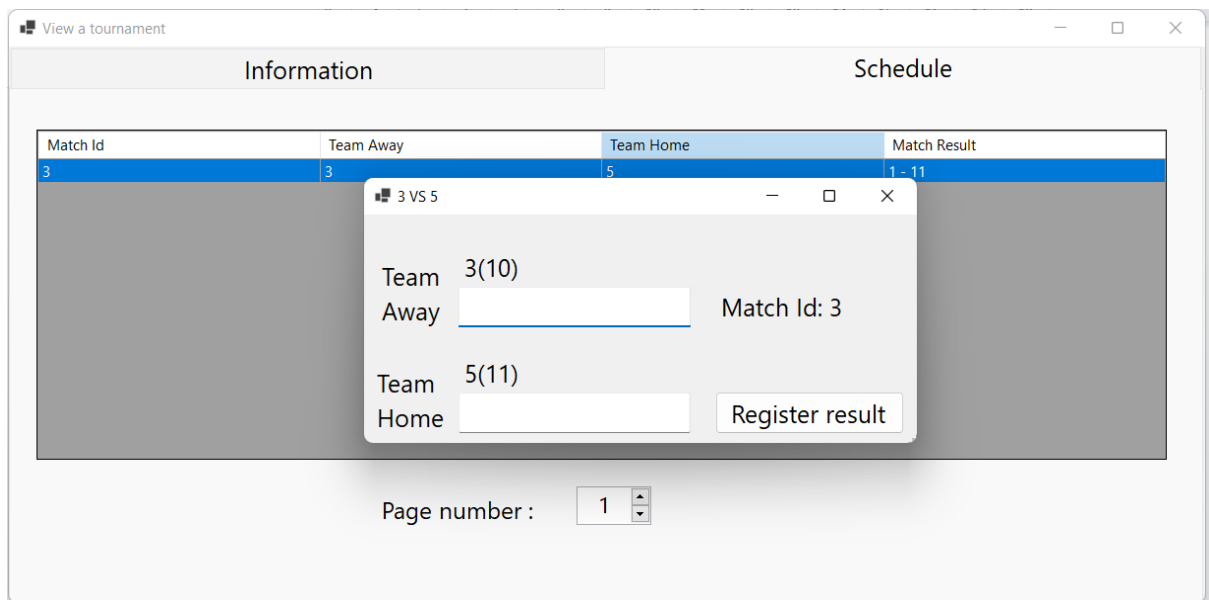 View a tournament
Information Schedule
Match Id Team Away Team Home Match Result
3 3 5 1 - 11
3 VS 5
3(10)
Team
Away
Match Id: 3
5(11)
Team
Home
Register result
Page number : 1